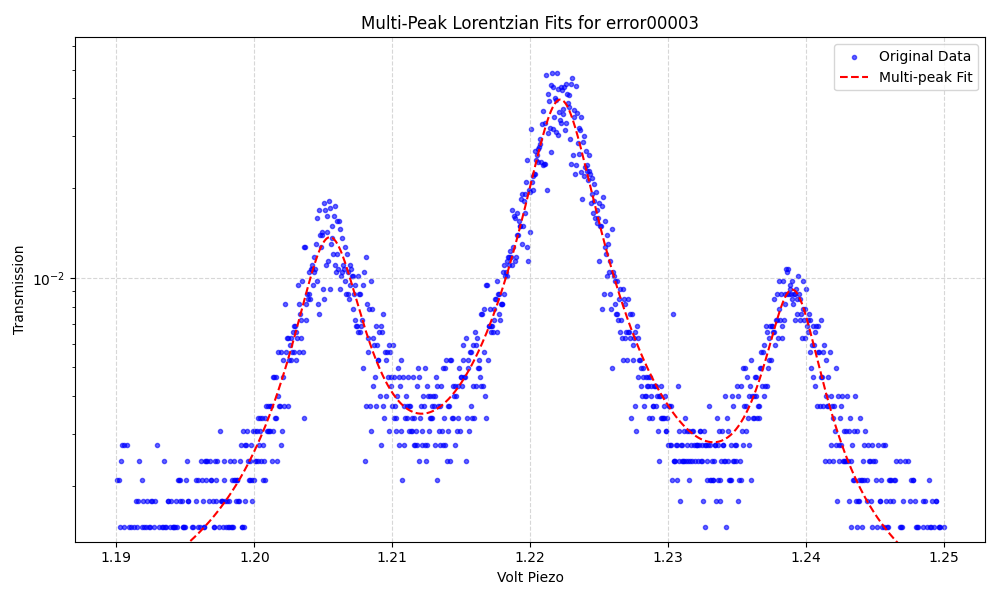 Multi-Peak Lorentzian Fits for error00003
Original Data
Multi-peak Fit
Transmission
10⁻²
1.19 1.20 1.21 1.22 1.23 1.24 1.25
Volt Piezo